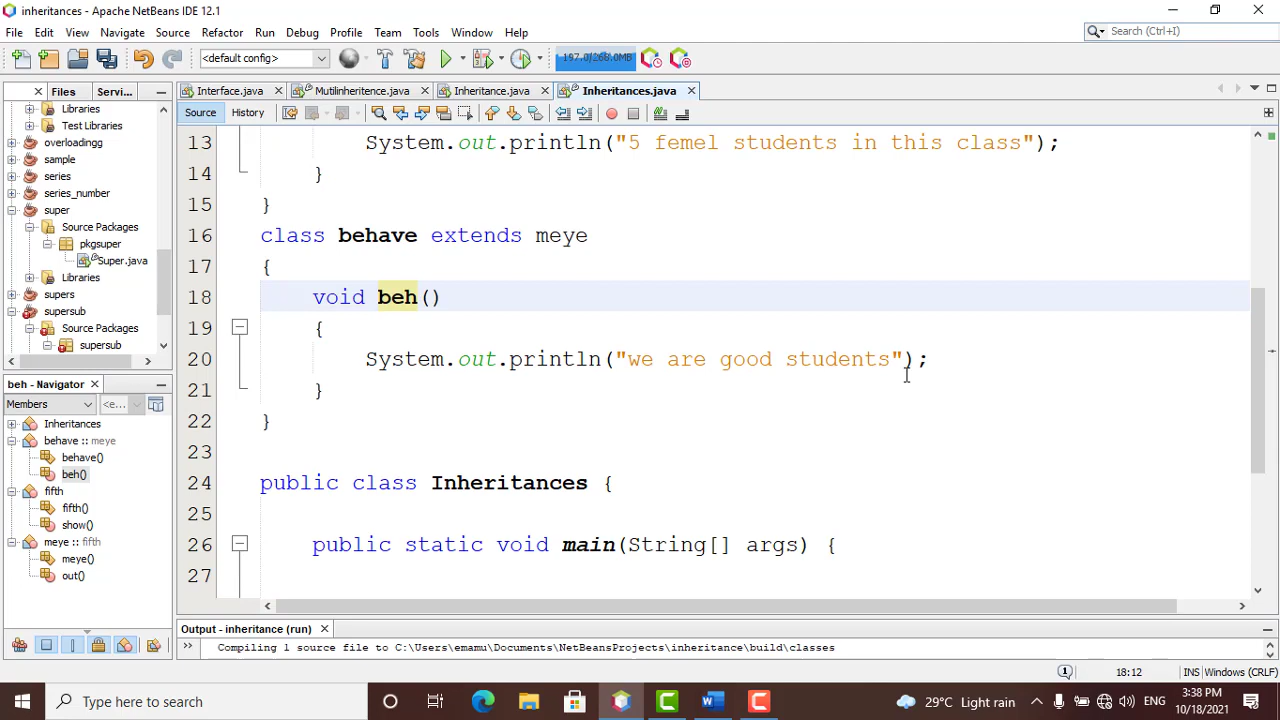 inheritances - Apache NetBeans IDE 12.1
File Edit View Navigate Source Refactor Run Debug Profile Team Tools Window Help
Search (Ctrl+I)
<default config>
197.0/268.0MB
Files Servi...
Interface.java Mutilinheritence.java Inheritance.java Inheritances.java
Source History
Libraries
Test Libraries
overloadingg
sample
series
series_number
super
Source Packages
pkgsuper
Super.java
Libraries
supers
supersub
Source Packages
supersub
13 System.out.println("5 femel students in this class");
14 }
15 }
16 class behave extends meye
17 {
18 void beh()
19 {
20 System.out.println("we are good students");
21 }
22 }
23
24 public class Inheritances {
25
26 public static void main(String[] args) {
27
beh - Navigator
Members <e...
Inheritances
behave :: meye
behave()
beh()
fifth
fifth()
show()
meye :: fifth
meye()
out()
Output - inheritance (run)
Compiling 1 source file to C:\Users\emamu\Documents\NetBeansProjects\inheritance\build\classes
18:12 INS Windows (CRLF)
Type here to search
29°C Light rain
ENG
3:38 PM
10/18/2021
1